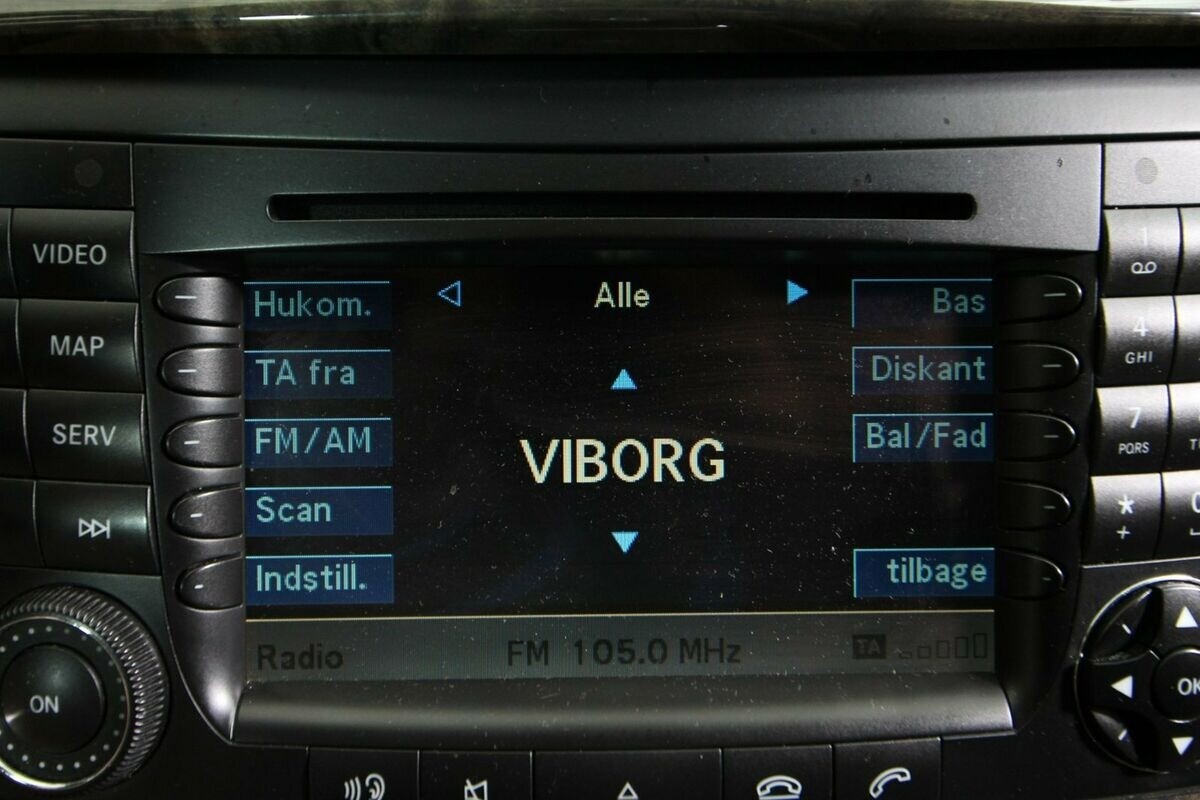 VIDEO
MAP
SERV
ON
Hukom.
TA fra
FM/AM
Scan
Indstill.
Alle
VIBORG
Bas
Diskant
Bal/Fad
tilbage
Radio
FM 105.0 MHz
TA
1
4
GHI
7
PQRS
*
+
OK